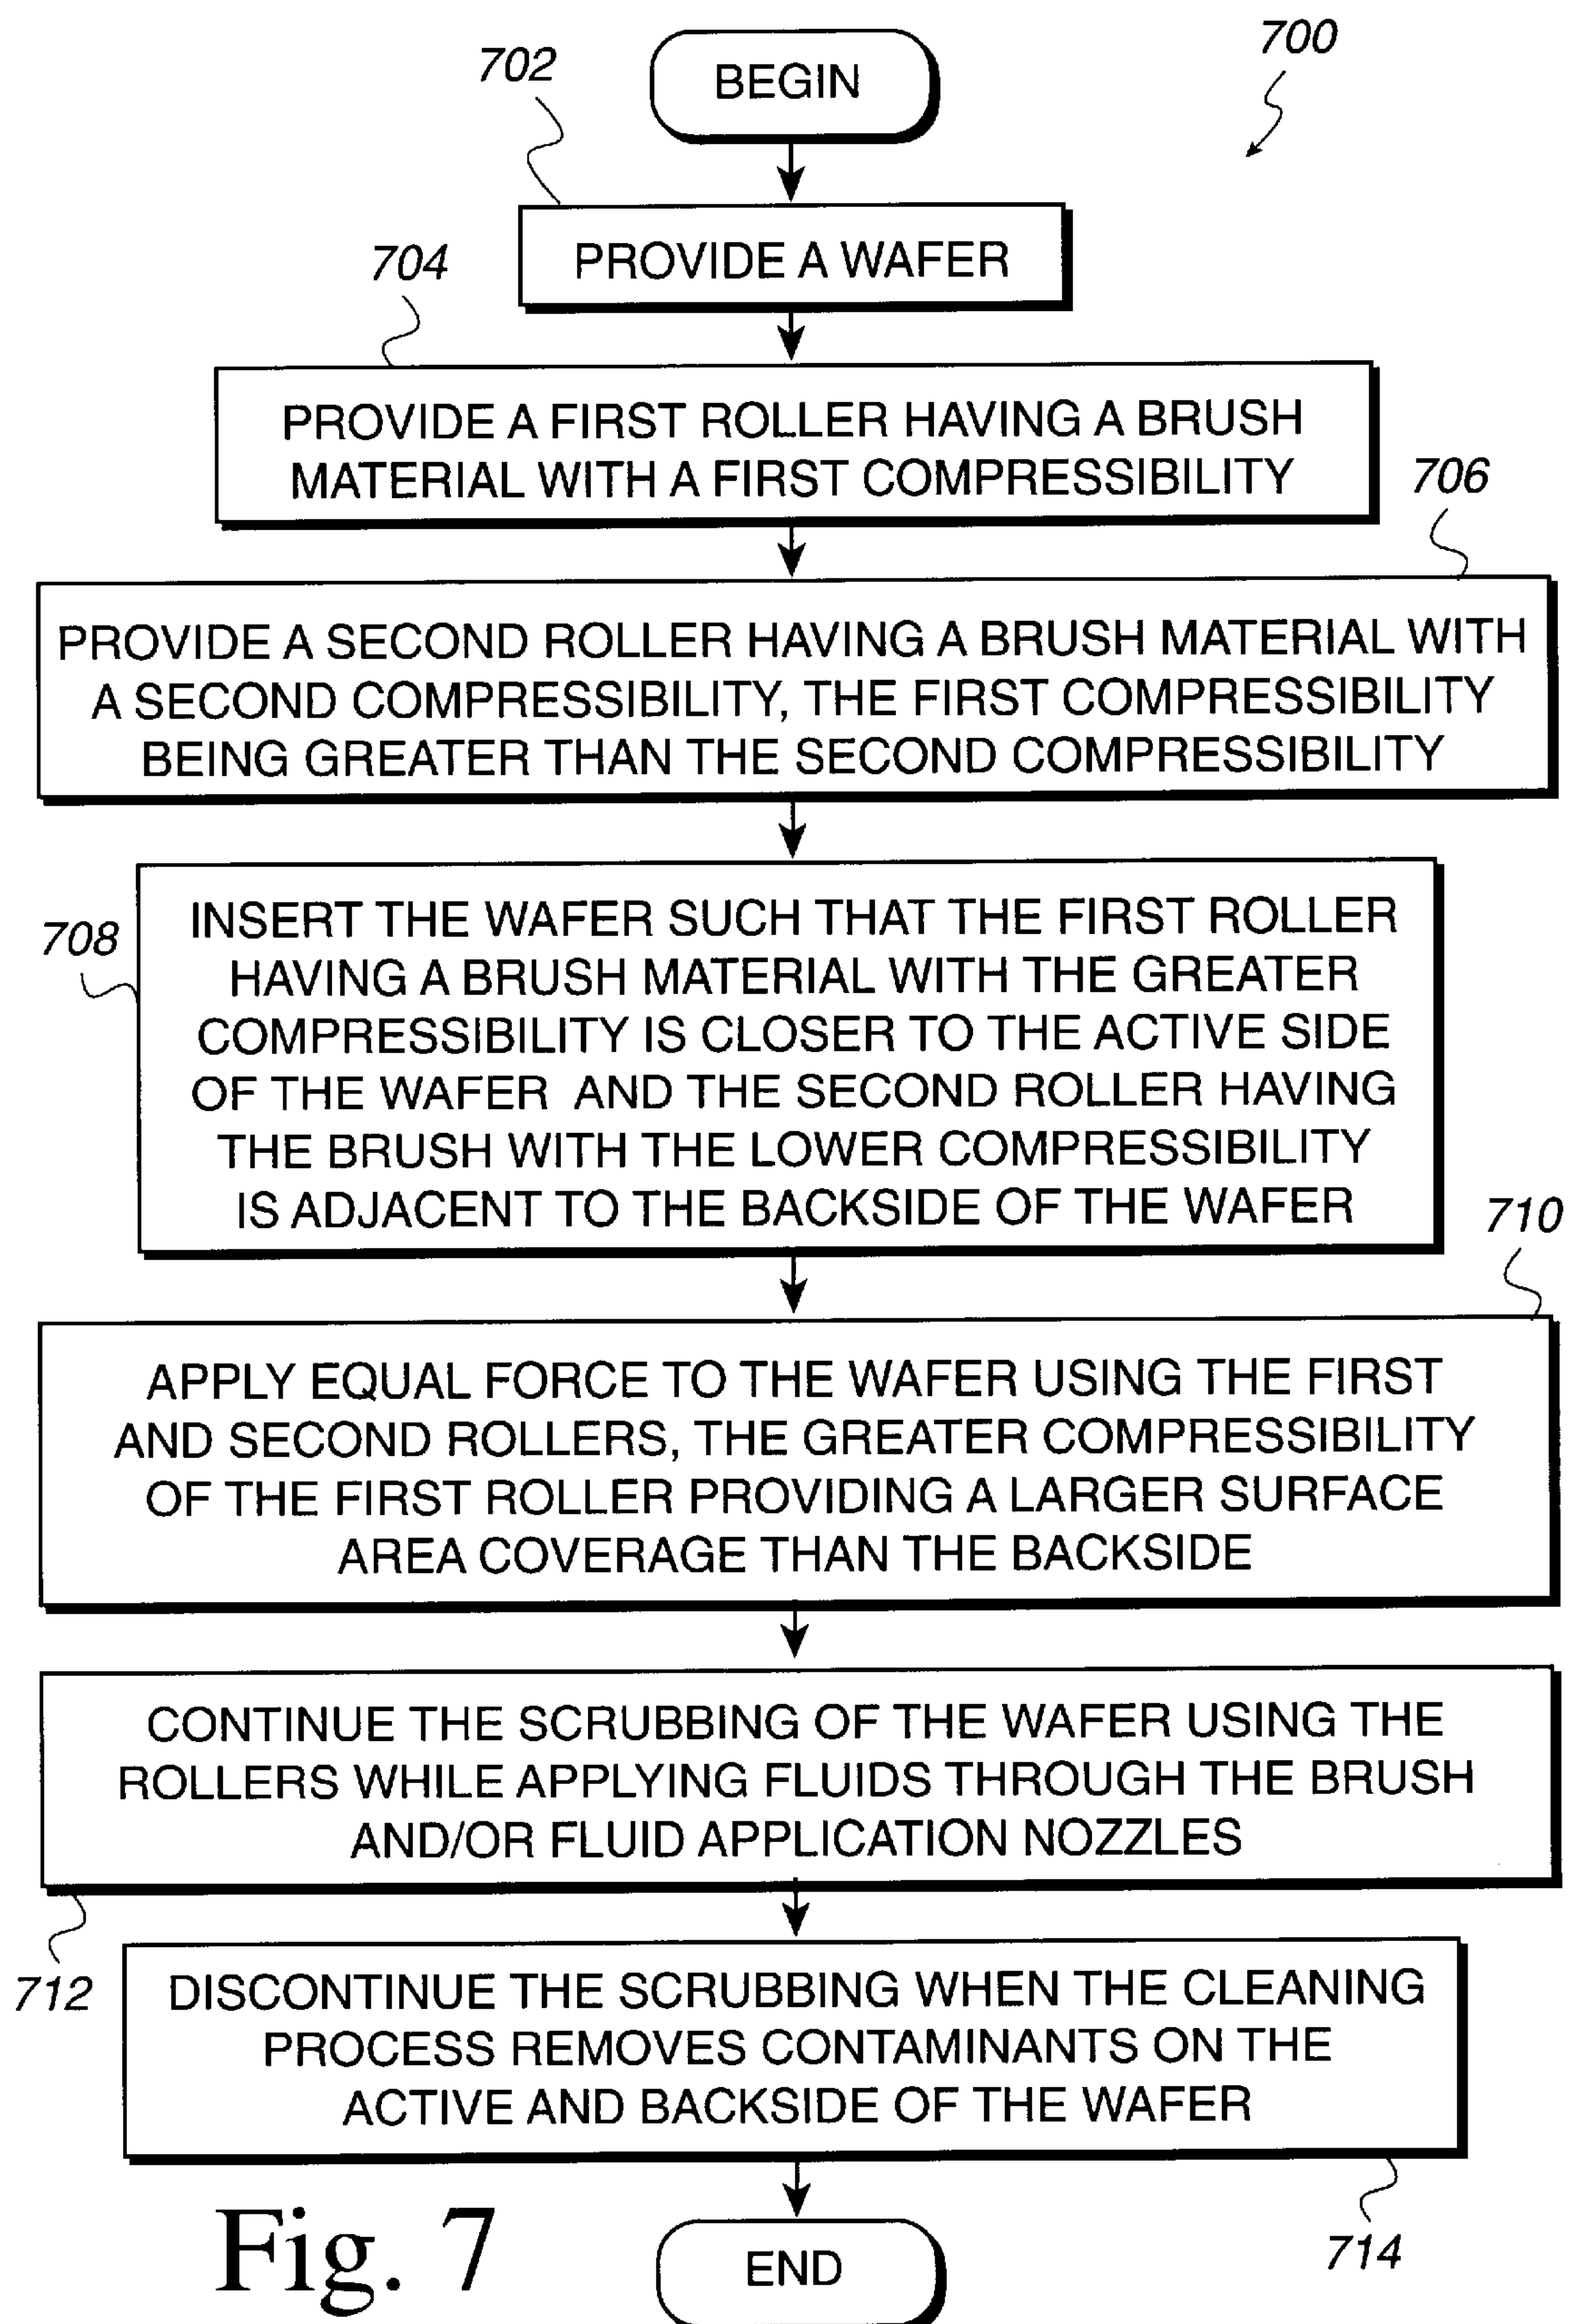 700
702
BEGIN
PROVIDE A WAFER
704
PROVIDE A FIRST ROLLER HAVING A BRUSH
MATERIAL WITH A FIRST COMPRESSIBILITY
706
PROVIDE A SECOND ROLLER HAVING A BRUSH MATERIAL WITH
A SECOND COMPRESSIBILITY, THE FIRST COMPRESSIBILITY
BEING GREATER THAN THE SECOND COMPRESSIBILITY
708
INSERT THE WAFER SUCH THAT THE FIRST ROLLER
HAVING A BRUSH MATERIAL WITH THE GREATER
COMPRESSIBILITY IS CLOSER TO THE ACTIVE SIDE
OF THE WAFER AND THE SECOND ROLLER HAVING
THE BRUSH WITH THE LOWER COMPRESSIBILITY
IS ADJACENT TO THE BACKSIDE OF THE WAFER
710
APPLY EQUAL FORCE TO THE WAFER USING THE FIRST
AND SECOND ROLLERS, THE GREATER COMPRESSIBILITY
OF THE FIRST ROLLER PROVIDING A LARGER SURFACE
AREA COVERAGE THAN THE BACKSIDE
CONTINUE THE SCRUBBING OF THE WAFER USING THE
ROLLERS WHILE APPLYING FLUIDS THROUGH THE BRUSH
AND/OR FLUID APPLICATION NOZZLES
712
DISCONTINUE THE SCRUBBING WHEN THE CLEANING
PROCESS REMOVES CONTAMINANTS ON THE
ACTIVE AND BACKSIDE OF THE WAFER
714
END
Fig. 7